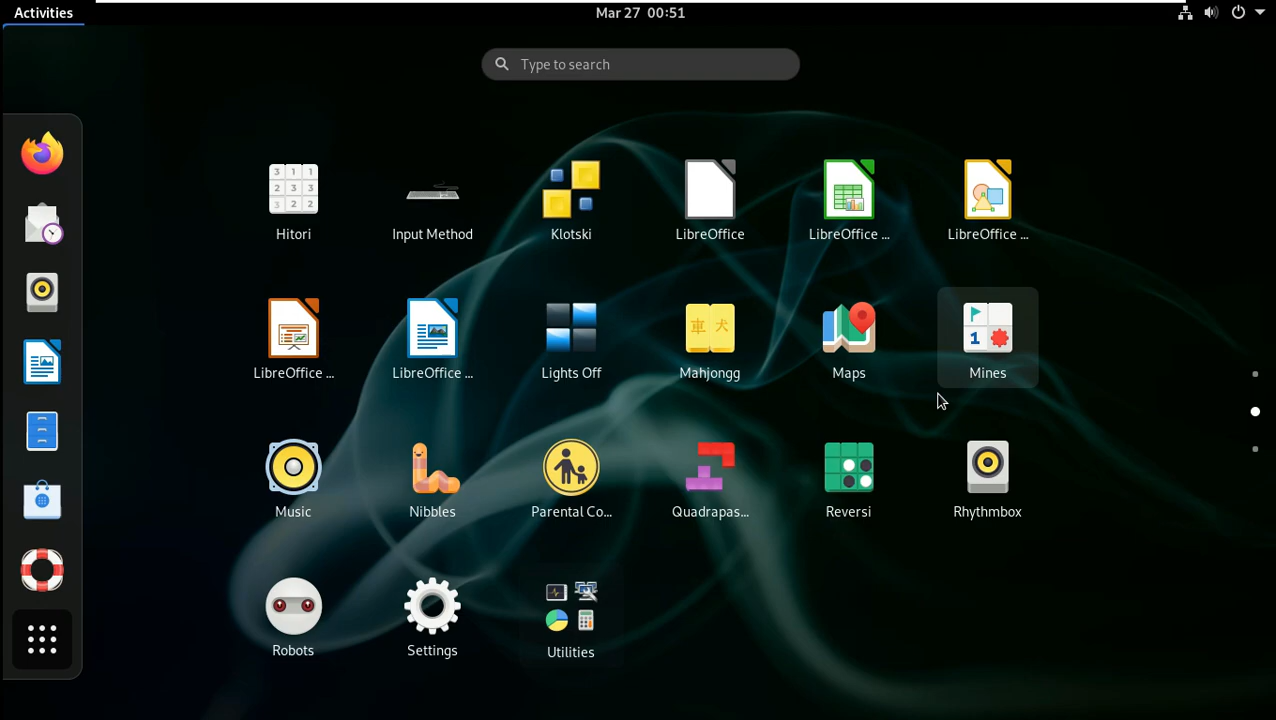 Activities
Mar 27 00:51
Type to search
Hitori
Input Method
Klotski
LibreOffice
LibreOffice ...
LibreOffice ...
LibreOffice ...
LibreOffice ...
Lights Off
Mahjongg
Maps
Mines
Music
Nibbles
Parental Co...
Quadrapas...
Reversi
Rhythmbox
Robots
Settings
Utilities